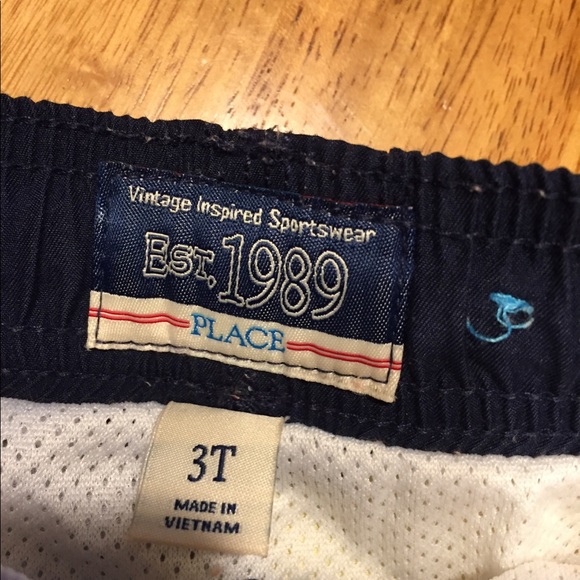 Vintage Inspired Sportswear
EST. 1989
PLACE
3T
MADE IN
VIETNAM